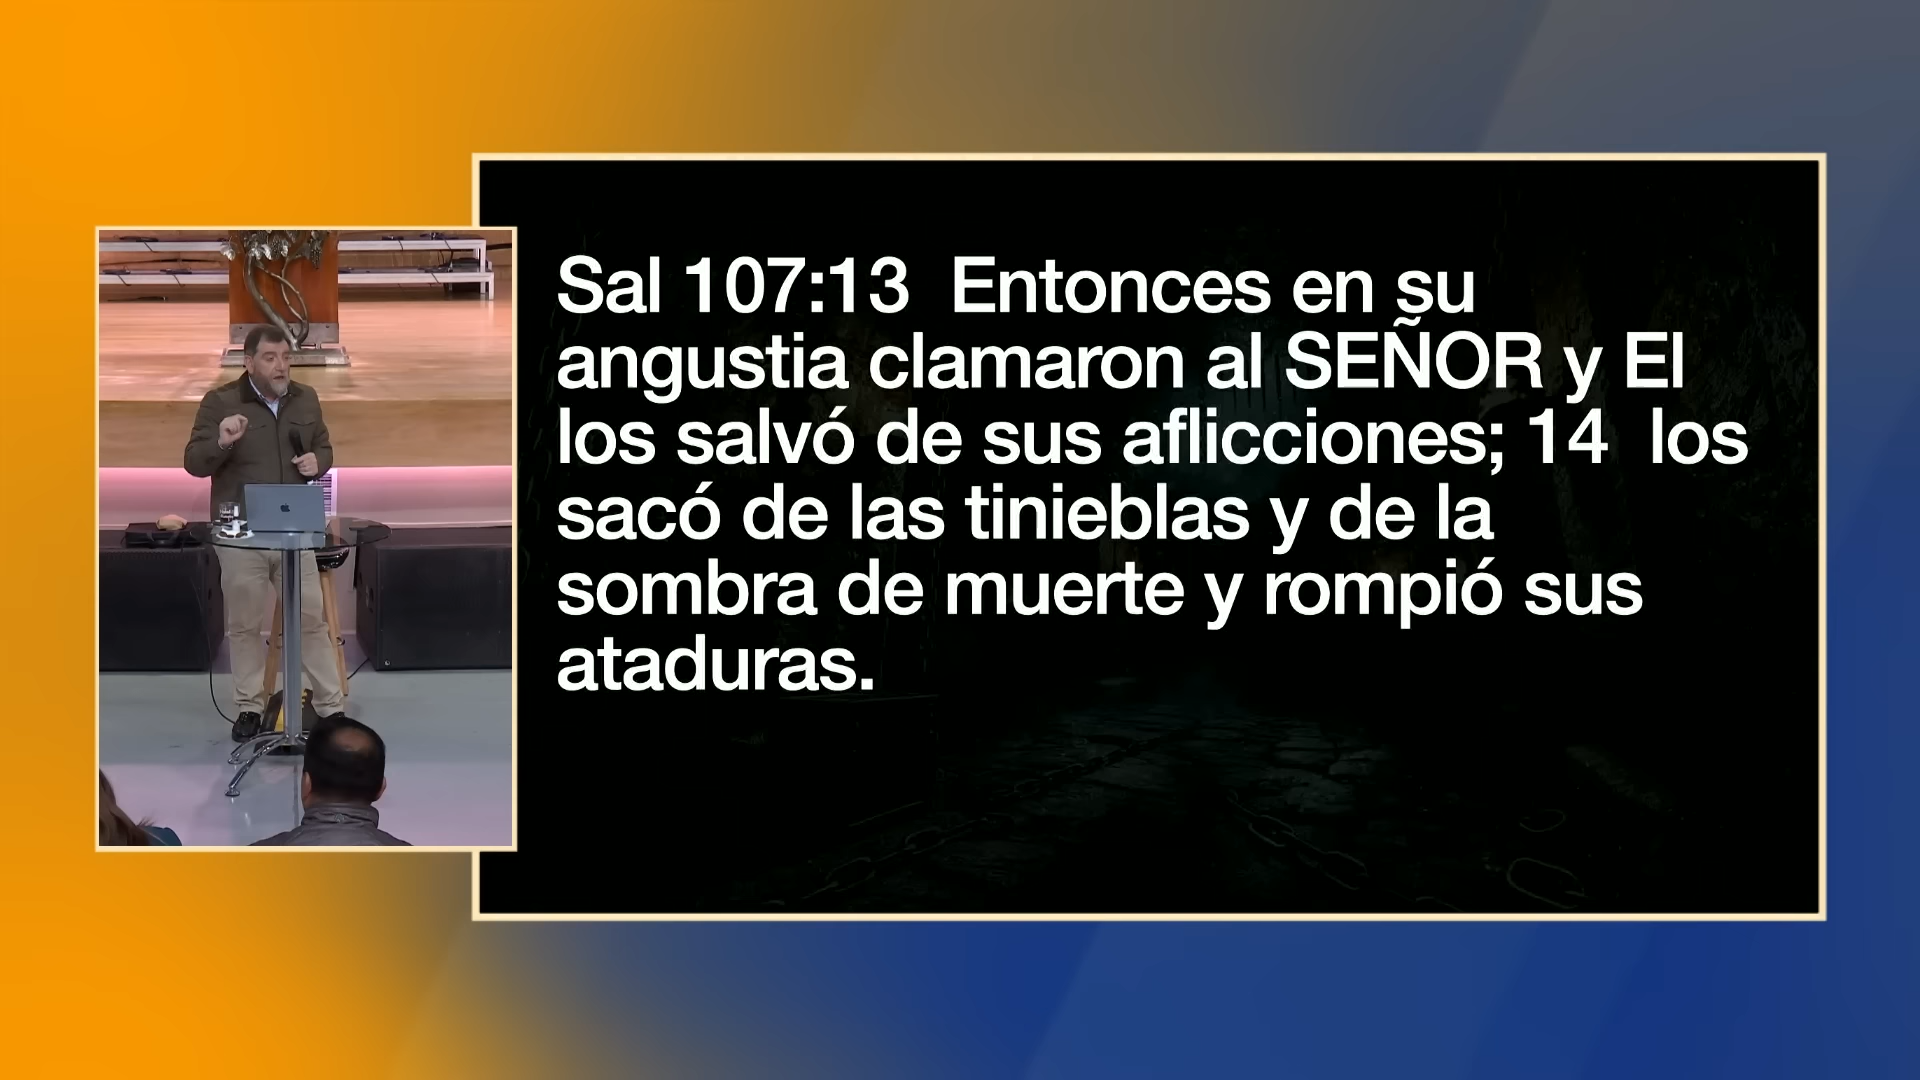 Sal 107:13  Entonces en su
angustia clamaron al SEÑOR y El
los salvó de sus aflicciones; 14  los
sacó de las tinieblas y de la
sombra de muerte y rompió sus
ataduras.